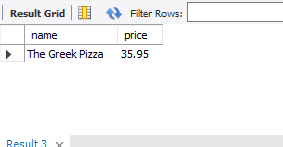 Result Grid Filter Rows:
name price
The Greek Pizza 35.95
Result 3 ×